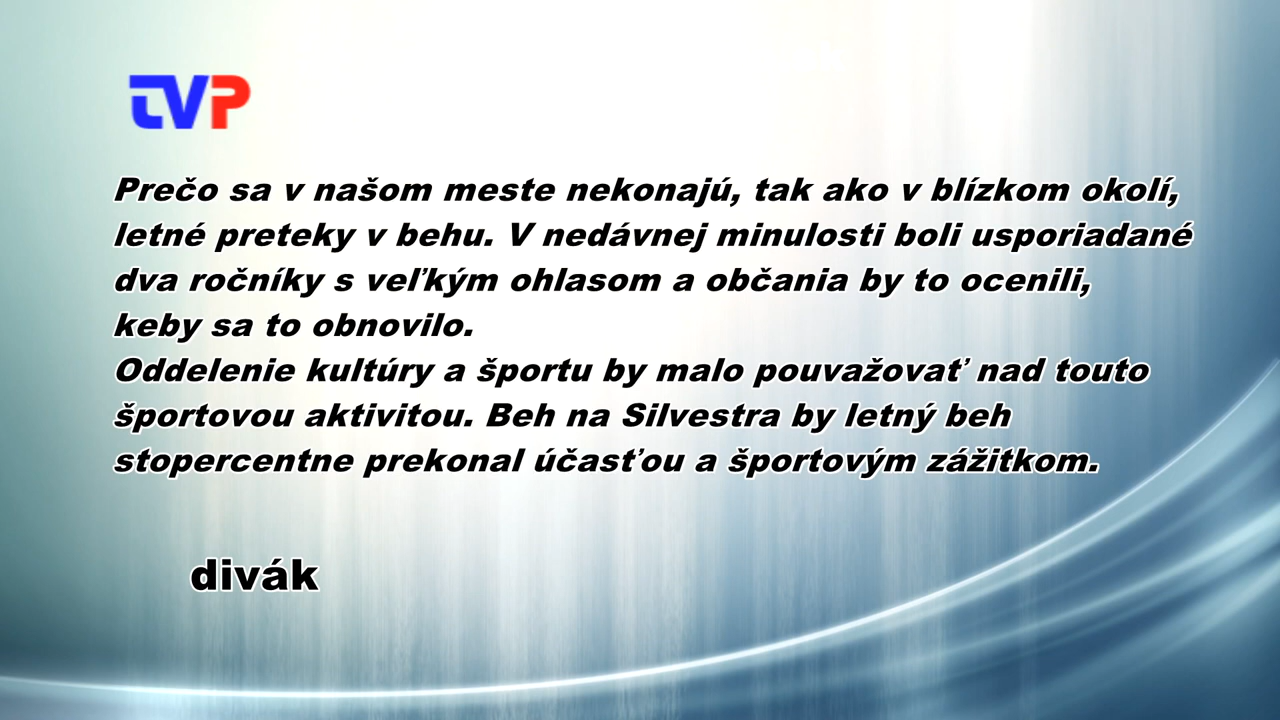 TVP
Prečo sa v našom meste nekonajú, tak ako v blízkom okolí,
letné preteky v behu. V nedávnej minulosti boli usporiadané
dva ročníky s veľkým ohlasom a občania by to ocenili,
keby sa to obnovilo.
Oddelenie kultúry a športu by malo pouvažovať nad touto
športovou aktivitou. Beh na Silvestra by letný beh
stopercentne prekonal účasťou a športovým zážitkom.
divák